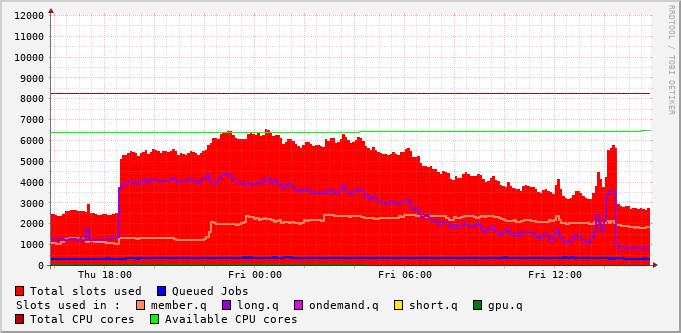 12000
11000
10000
9000
8000
7000
6000
5000
4000
3000
2000
1000
0
Thu 18:00 Fri 00:00 Fri 06:00 Fri 12:00
RRDTOOL / TOBI OETIKER
Total slots used Queued Jobs
Slots used in : member.q long.q ondemand.q short.q gpu.q
Total CPU cores Available CPU cores